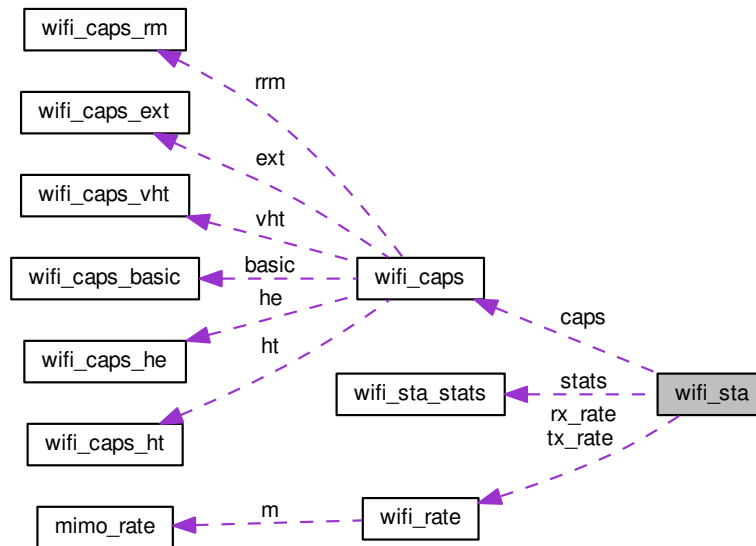 wifi_caps_rm
rrm
wifi_caps_ext
ext
wifi_caps_vht
vht
wifi_caps_basic
basic
wifi_caps
he
caps
wifi_caps_he
ht
wifi_sta_stats
stats
wifi_sta
rx_rate
tx_rate
wifi_caps_ht
mimo_rate
m
wifi_rate